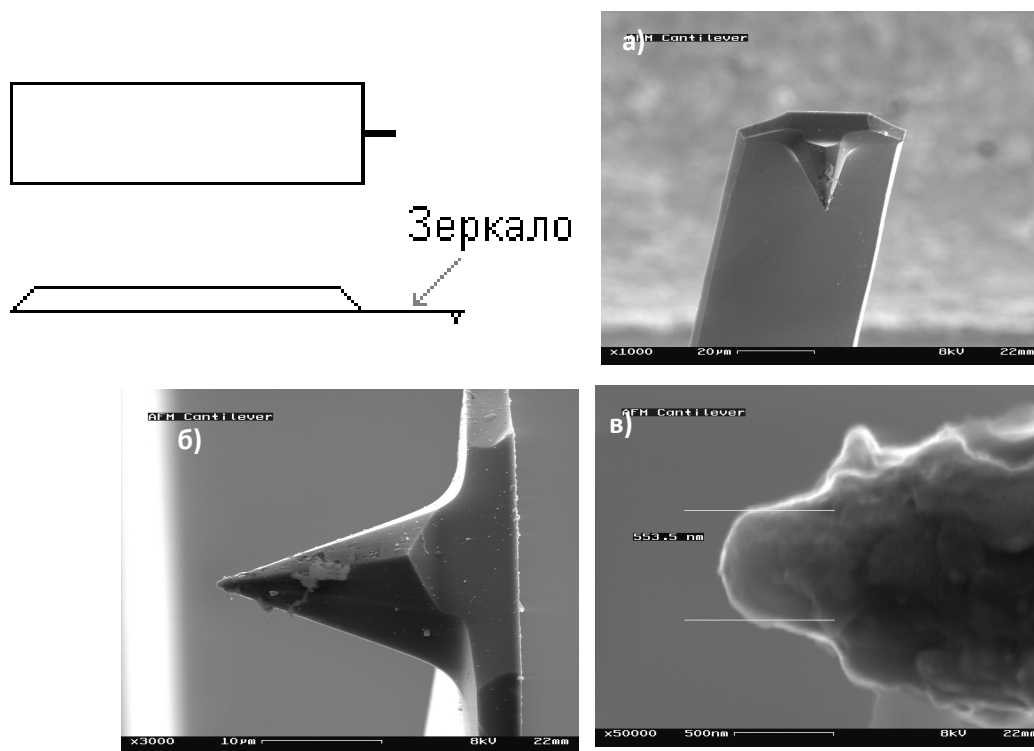 AFM Cantilever
а)
x1000 20µm 8kV 22mm
Зеркало
AFM Cantilever
б)
x3000 10µm 8kV 22mm
AFM Cantilever
в)
553.5 nm
x50000 500nm 8kV 22mm